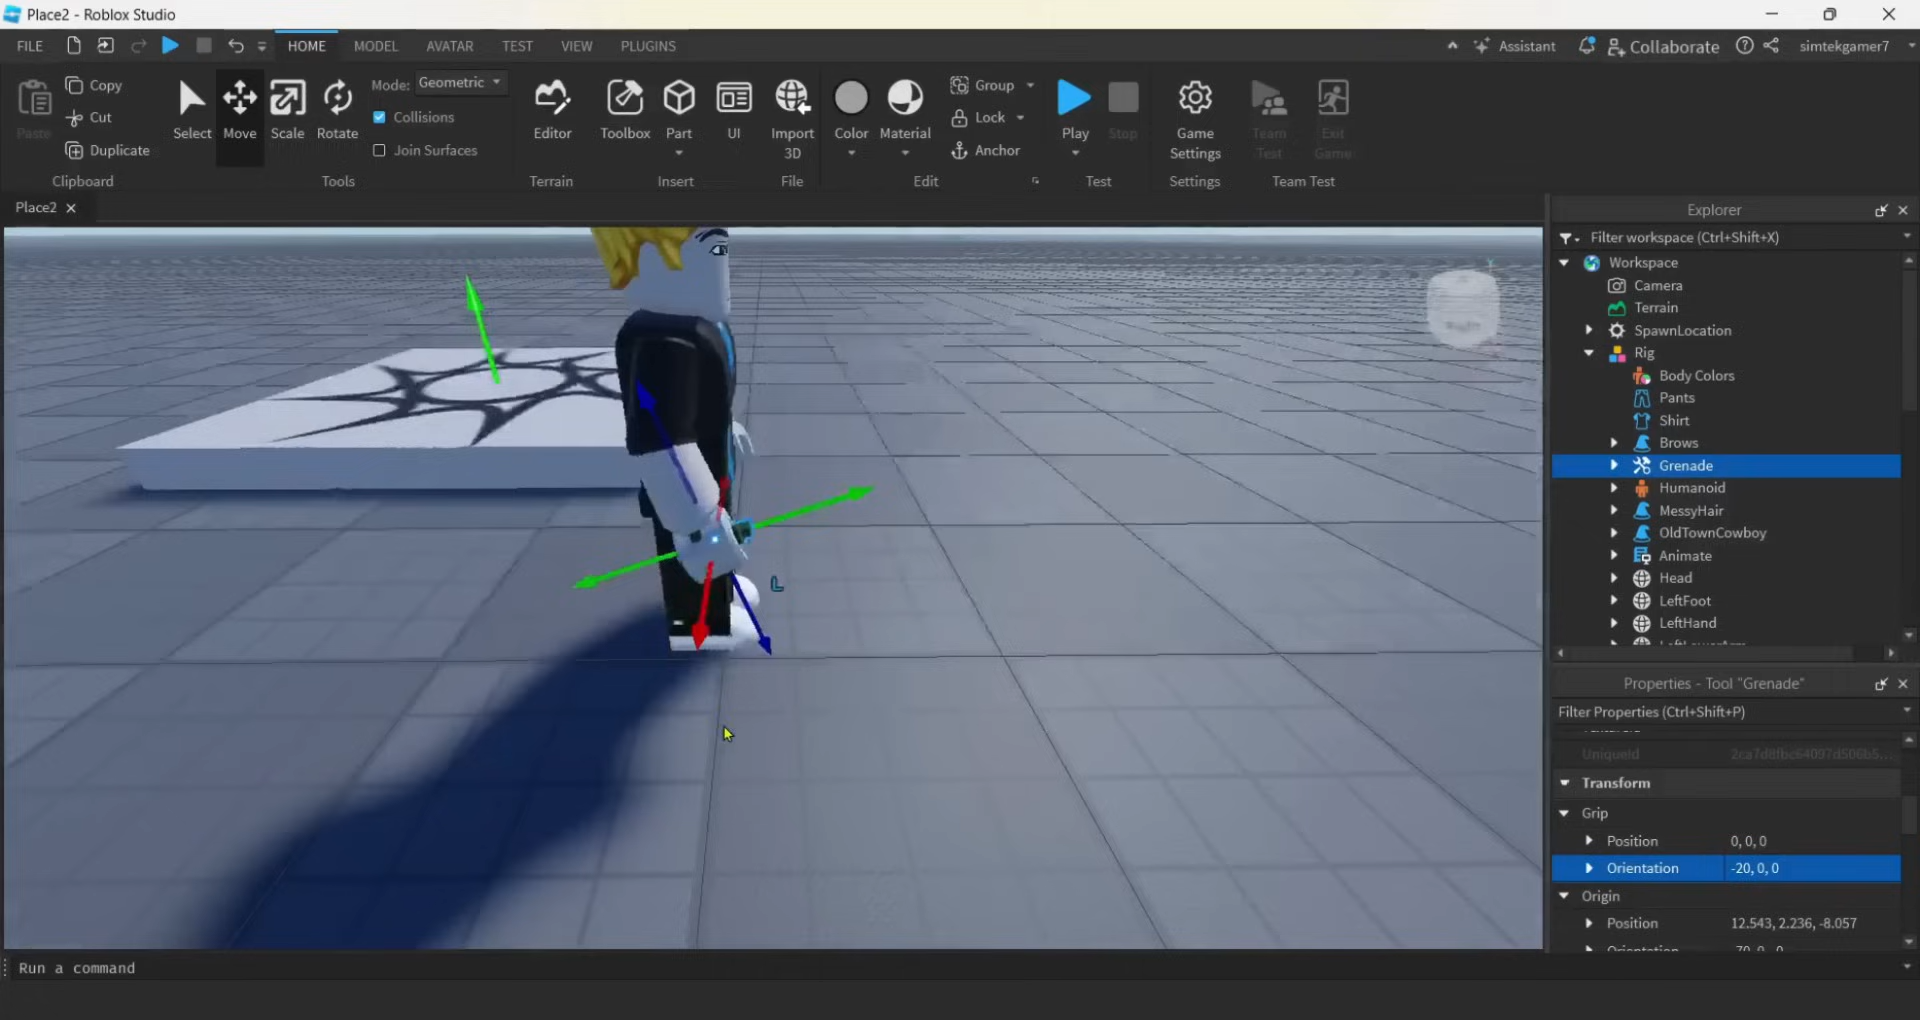 Place2 - Roblox Studio
FILE HOME MODEL AVATAR TEST VIEW PLUGINS Assistant Collaborate simtekgamer7
Paste Copy Cut Duplicate Clipboard
Select Move Scale Rotate Mode: Geometric Collisions Join Surfaces Tools
Editor Terrain
Toolbox Part UI Insert
Import 3D File
Color Material Group Lock Anchor Edit
Play Stop Test
Game Settings Settings
Team Test Exit Game Team Test
Place2
Explorer
Filter workspace (Ctrl+Shift+X)
Workspace
Camera
Terrain
SpawnLocation
Rig
Body Colors
Pants
Shirt
Brows
Grenade
Humanoid
MessyHair
OldTownCowboy
Animate
Head
LeftFoot
LeftHand
LeftLowerArm
L
Y
Properties - Tool "Grenade"
Filter Properties (Ctrl+Shift+P)
UniqueId
Transform
Grip
Position 0, 0, 0
Orientation -20, 0, 0
Origin
Position 12.543, 2.236, -8.057
Orientation
Run a command